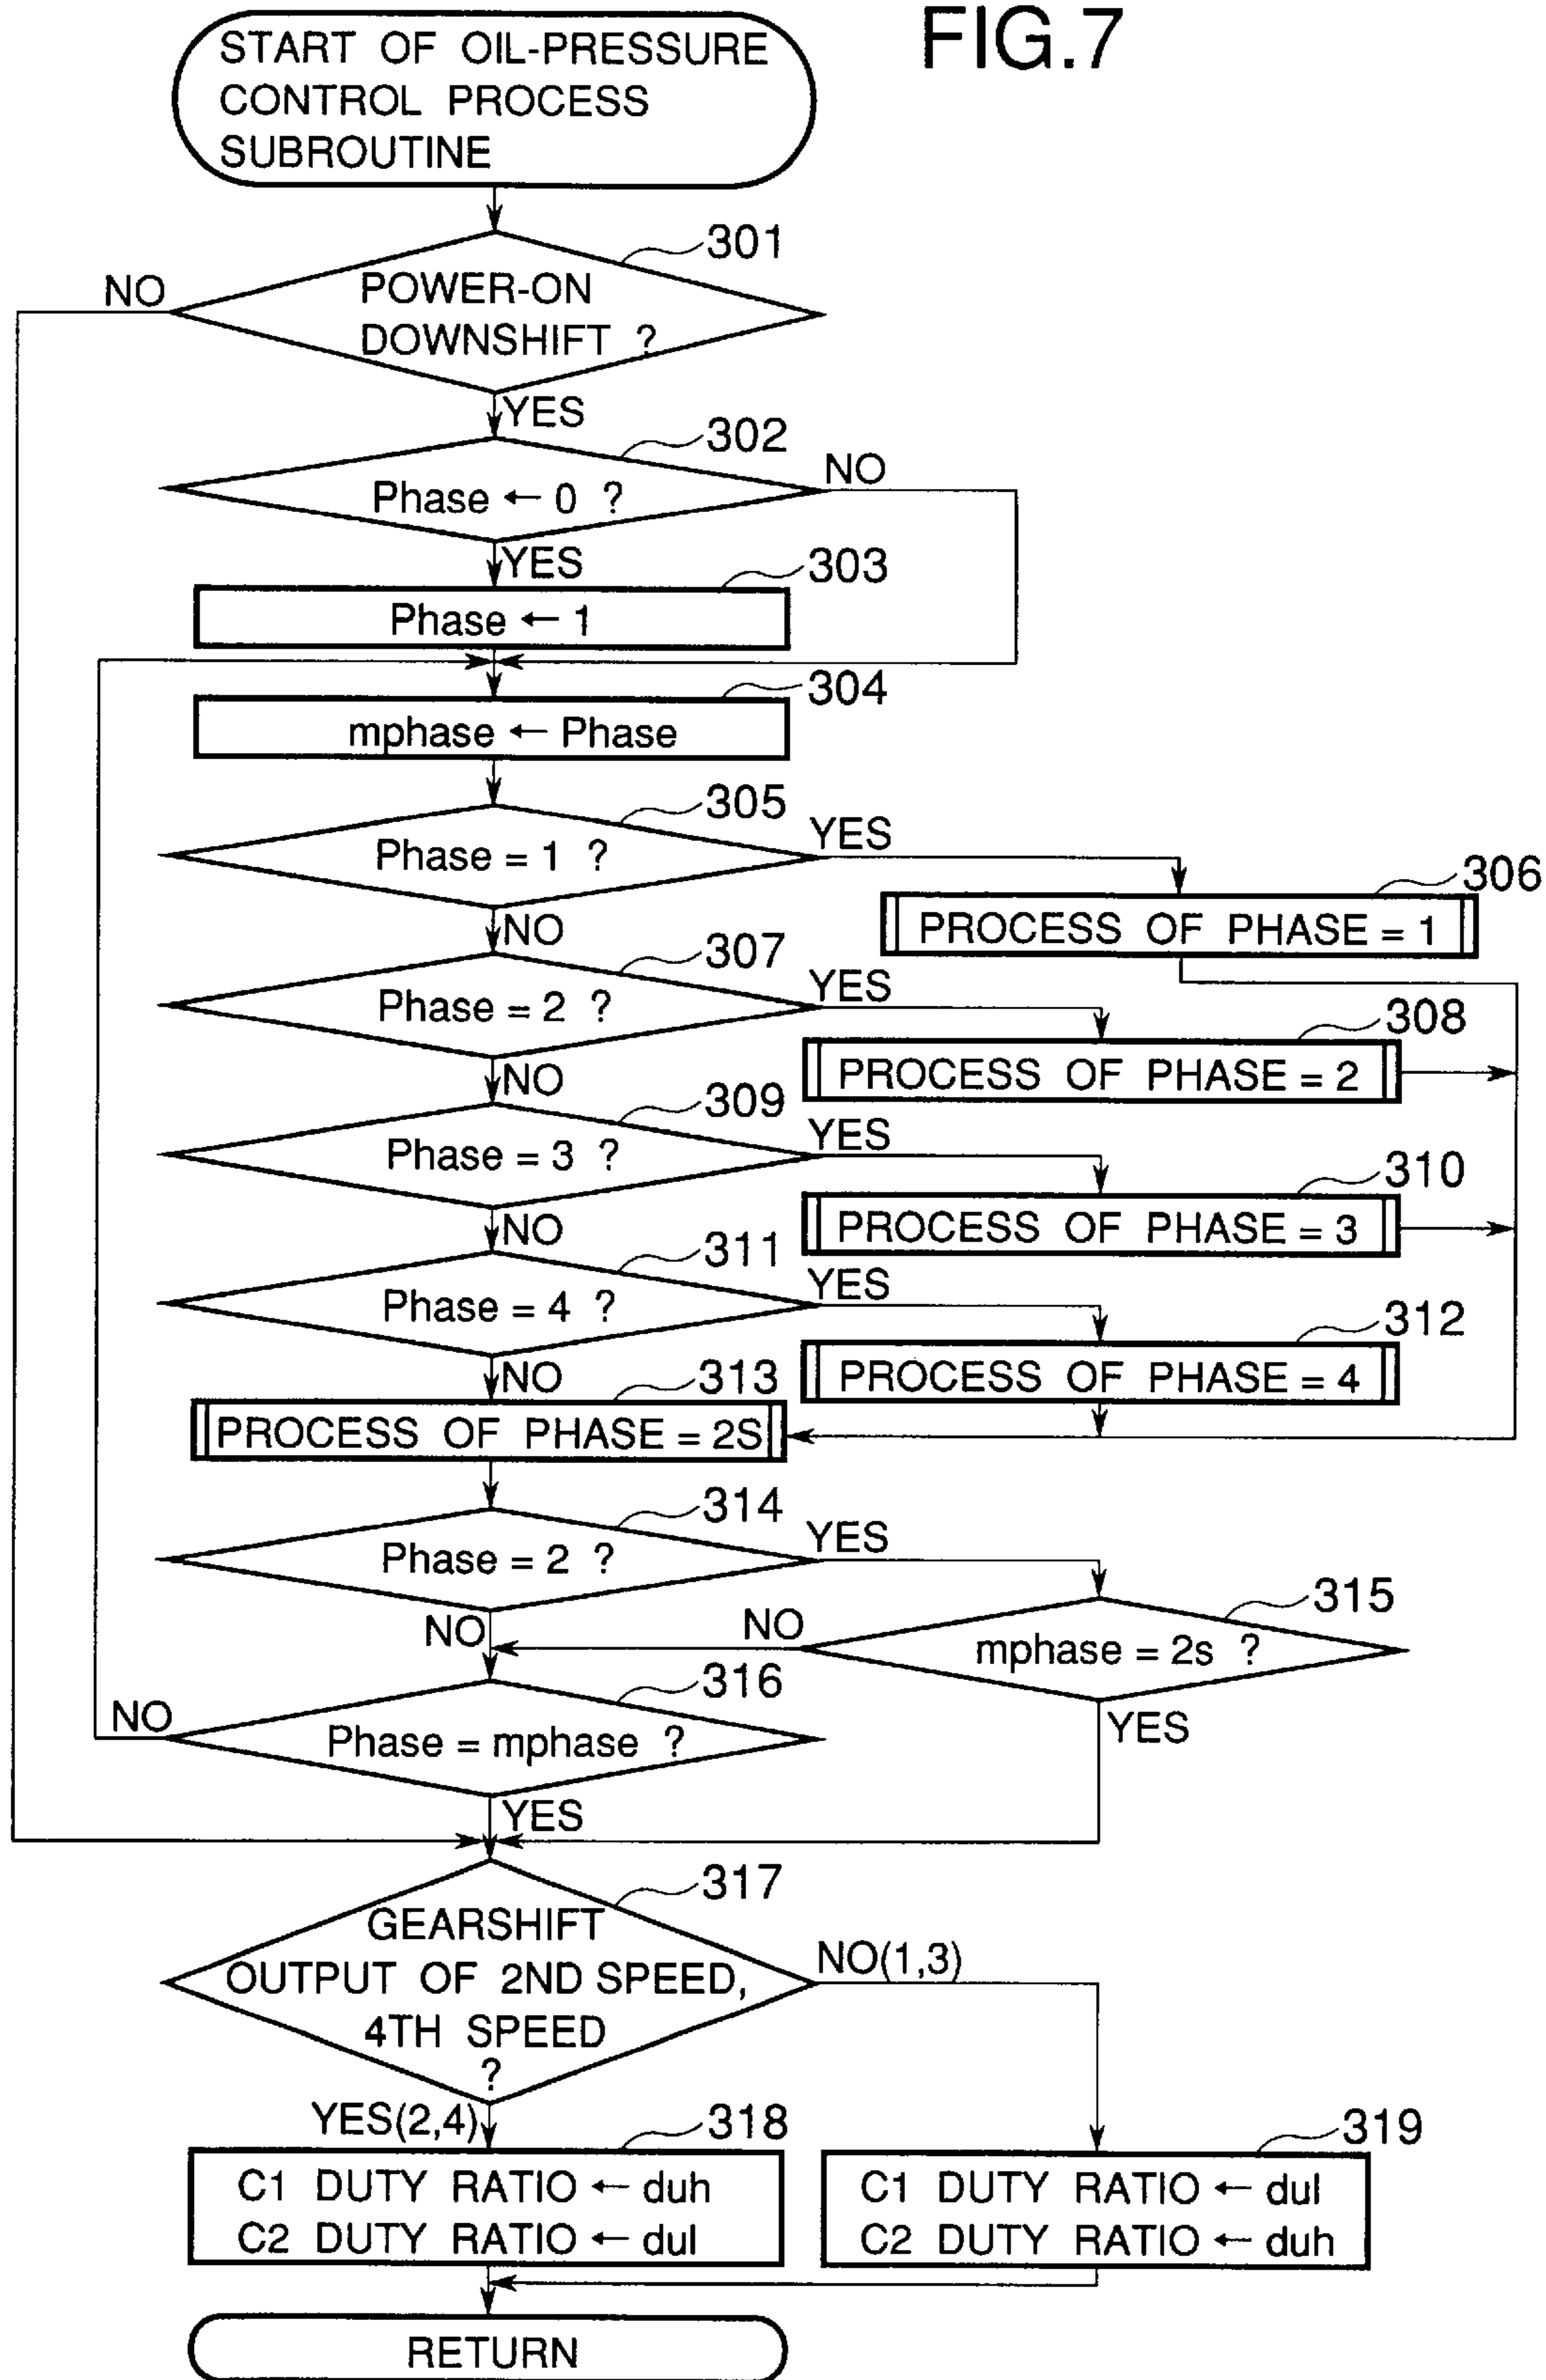 FIG.7
START OF OIL-PRESSURE
CONTROL PROCESS
SUBROUTINE
301
NO
POWER-ON
DOWNSHIFT ?
YES
302
NO
Phase ← 0 ?
YES
303
Phase ← 1
304
mphase ← Phase
305
YES
Phase = 1 ?
306
PROCESS OF PHASE = 1
NO
307
YES
Phase = 2 ?
308
PROCESS OF PHASE = 2
NO
309
YES
Phase = 3 ?
310
PROCESS OF PHASE = 3
NO
311
YES
Phase = 4 ?
312
PROCESS OF PHASE = 4
NO
313
PROCESS OF PHASE = 2S
314
YES
Phase = 2 ?
315
NO
NO
mphase = 2s ?
316
NO
YES
Phase = mphase ?
YES
317
GEARSHIFT
OUTPUT OF 2ND SPEED,
4TH SPEED
?
NO(1,3)
YES(2,4)
318
C1 DUTY RATIO ← duh
C2 DUTY RATIO ← dul
319
C1 DUTY RATIO ← dul
C2 DUTY RATIO ← duh
RETURN